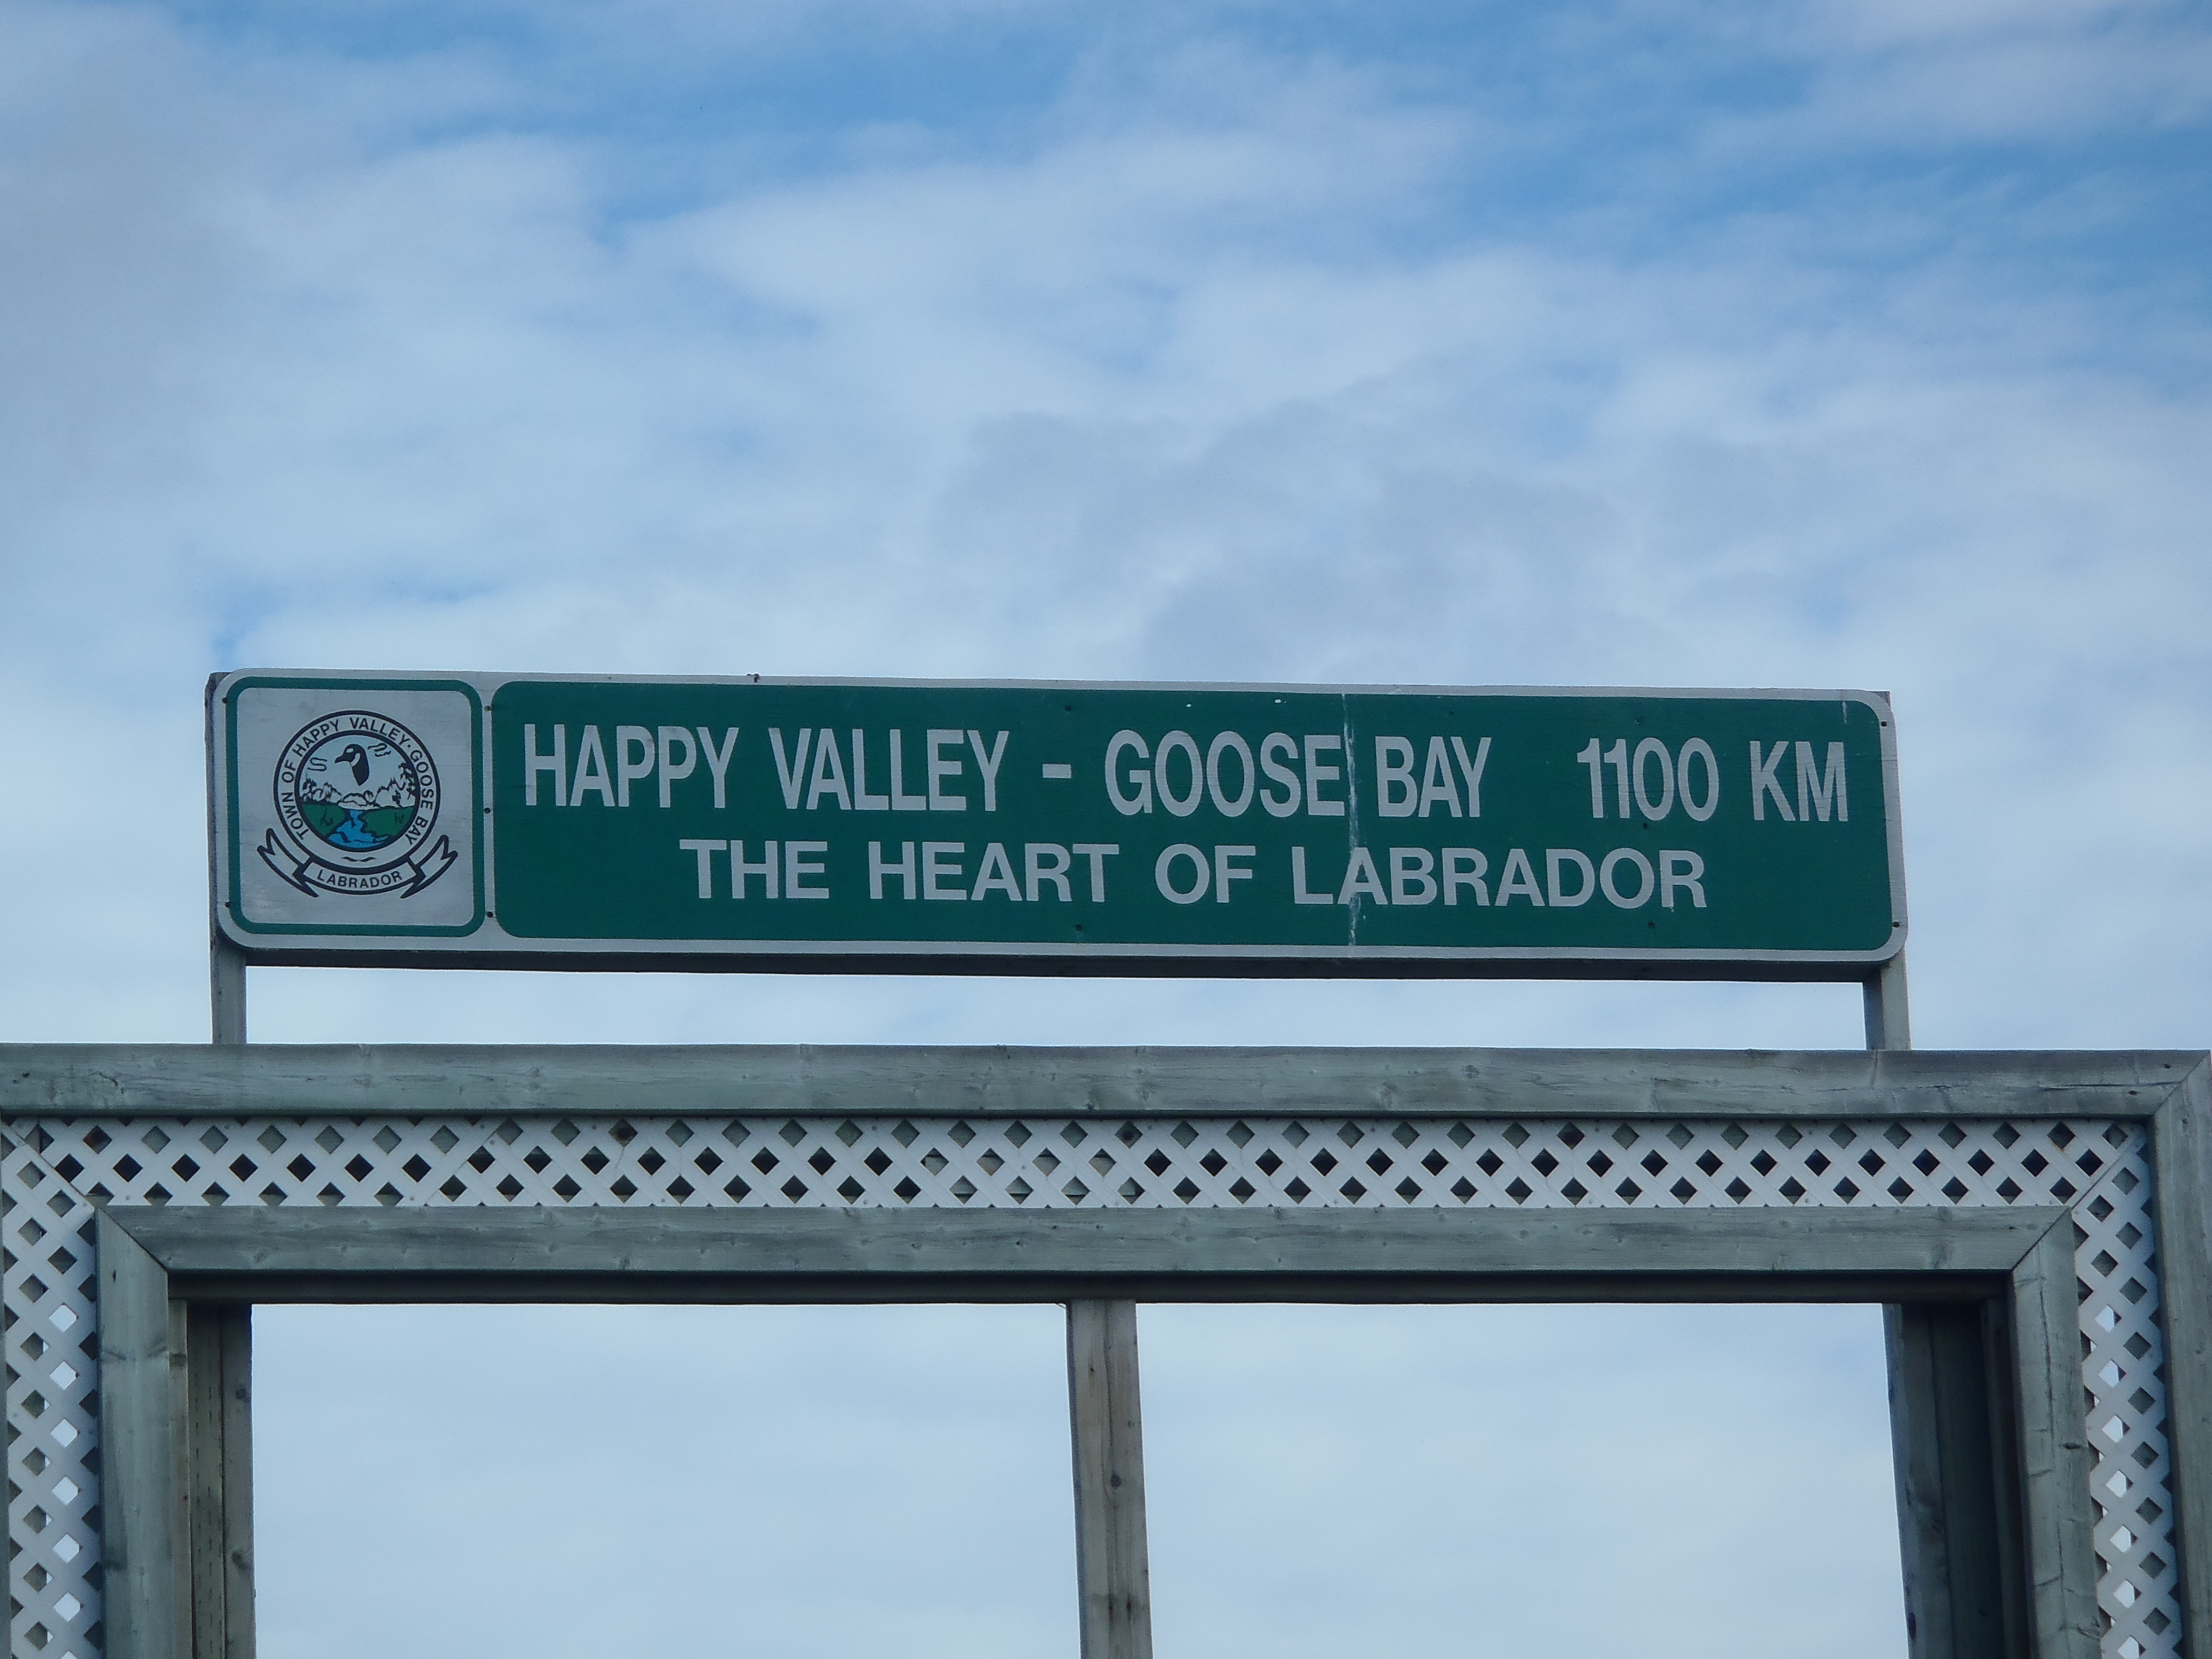 TOWN OF HAPPY VALLEY · GOOSE BAY
LABRADOR
HAPPY VALLEY - GOOSE BAY 1100 KM
THE HEART OF LABRADOR